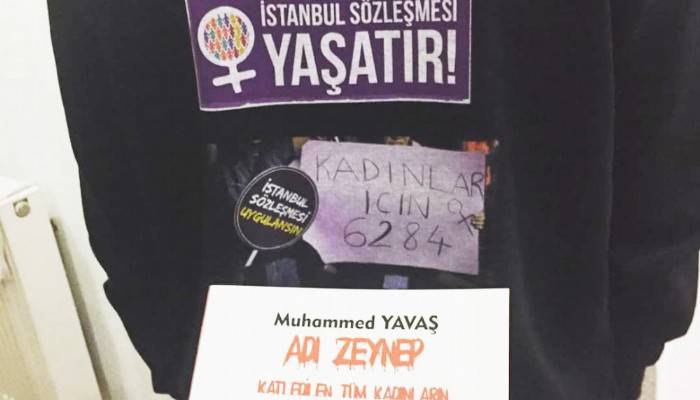 İSTANBUL SÖZLEŞMESİ
YAŞATIR!
KADINLAR
İÇİN
6284
İSTANBUL
SÖZLEŞMESİ
UYGULANSIN
Muhammed YAVAŞ
ADI ZEYNEP
KATLEDİLEN TÜM KADINLARIN